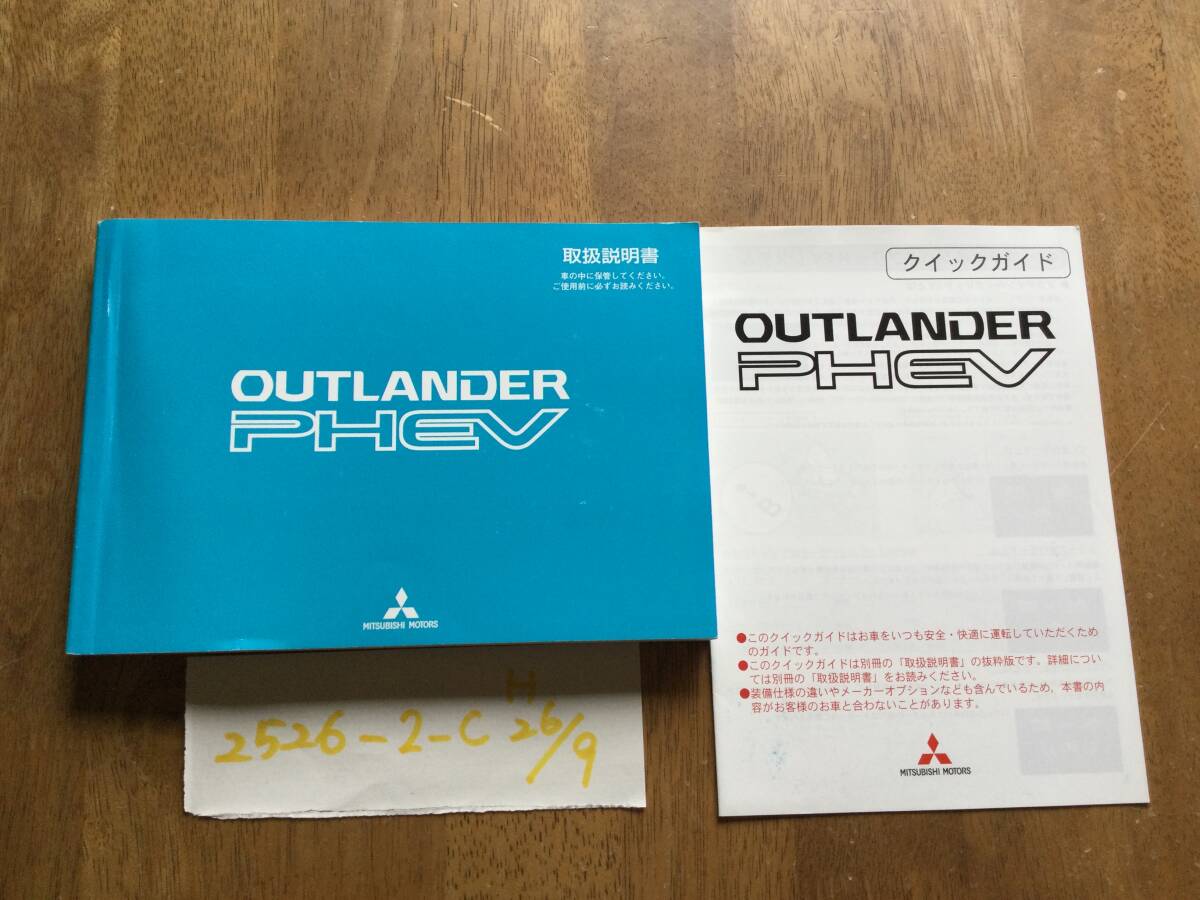 取扱説明書
車の中に保管してください。
ご使用前に必ずお読みください。
OUTLANDER
PHEV
MITSUBISHI MOTORS
クイックガイド
OUTLANDER
PHEV
●このクイックガイドはお車をいつも安全・快適に運転していただくため
のガイドです。
●このクイックガイドは別冊の「取扱説明書」の抜粋版です。詳細につい
ては別冊の「取扱説明書」をお読みください。
●装備仕様の違いやメーカーオプションなども含んでいるため，本書の内
容がお客様のお車と合わないことがあります。
MITSUBISHI MOTORS
2526-2-C H26/9